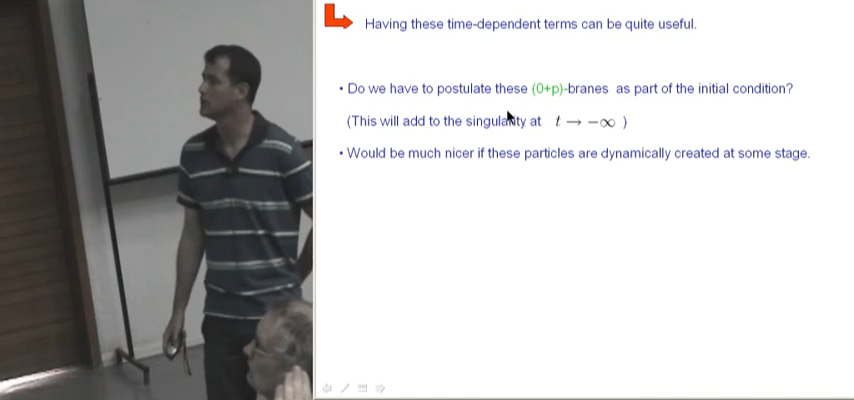 Having these time-dependent terms can be quite useful.
• Do we have to postulate these (0+p)-branes as part of the initial condition?
(This will add to the singularity at t → −∞ )
• Would be much nicer if these particles are dynamically created at some stage.